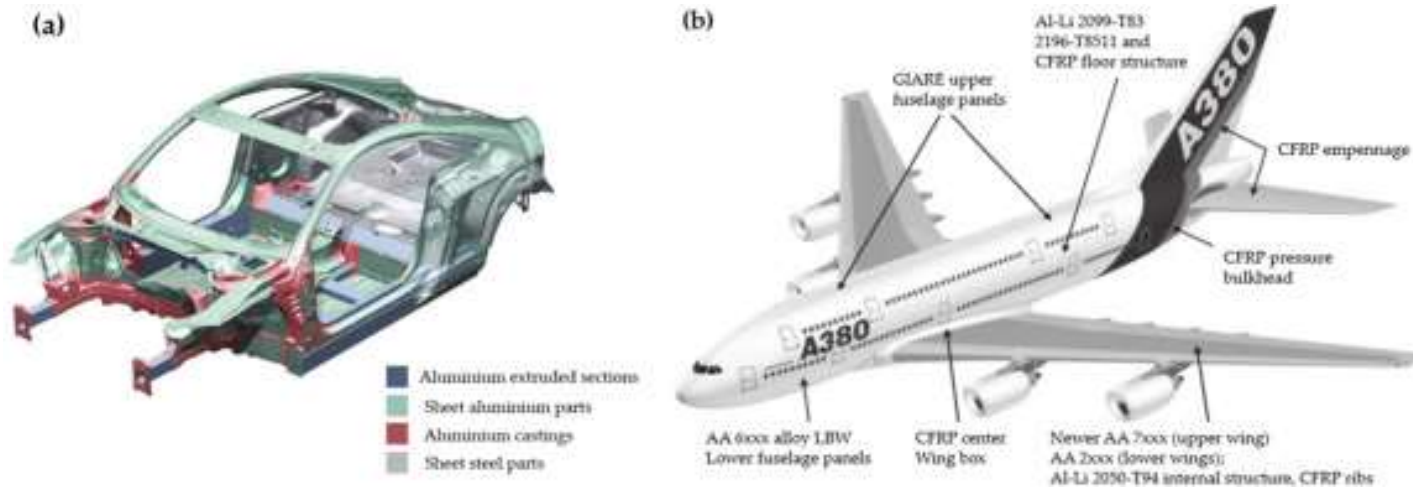 (a)
Aluminium extruded sections
Sheet aluminium parts
Aluminium castings
Sheet steel parts
(b)
Al-Li 2099-T83
2196-T8511 and
CFRP floor structure
GlARE upper
fuselage panels
A380
CFRP empennage
CFRP pressure
bulkhead
A380
AA 6xxx alloy LBW
Lower fuselage panels
CFRP center
Wing box
Newer AA 7xxx (upper wing)
AA 2xxx (lower wings);
Al-Li 2050-T94 internal structure, CFRP ribs